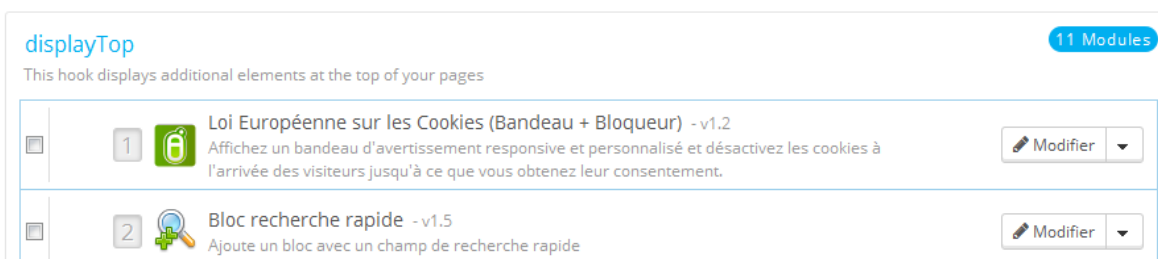 displayTop
11 Modules
This hook displays additional elements at the top of your pages
1
Loi Européenne sur les Cookies (Bandeau + Bloqueur) - v1.2
Affichez un bandeau d'avertissement responsive et personnalisé et désactivez les cookies à
l'arrivée des visiteurs jusqu'à ce que vous obtenez leur consentement.
Modifier
2
Bloc recherche rapide - v1.5
Ajoute un bloc avec un champ de recherche rapide
Modifier